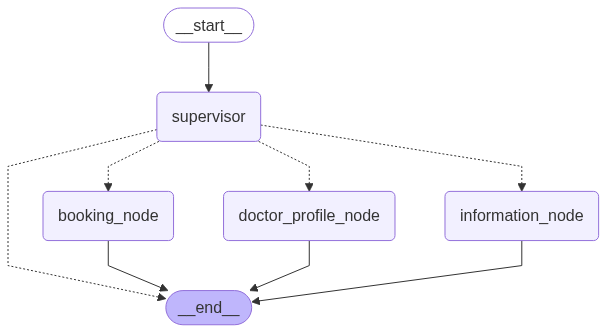 __start__
supervisor
booking_node
doctor_profile_node
information_node
__end__